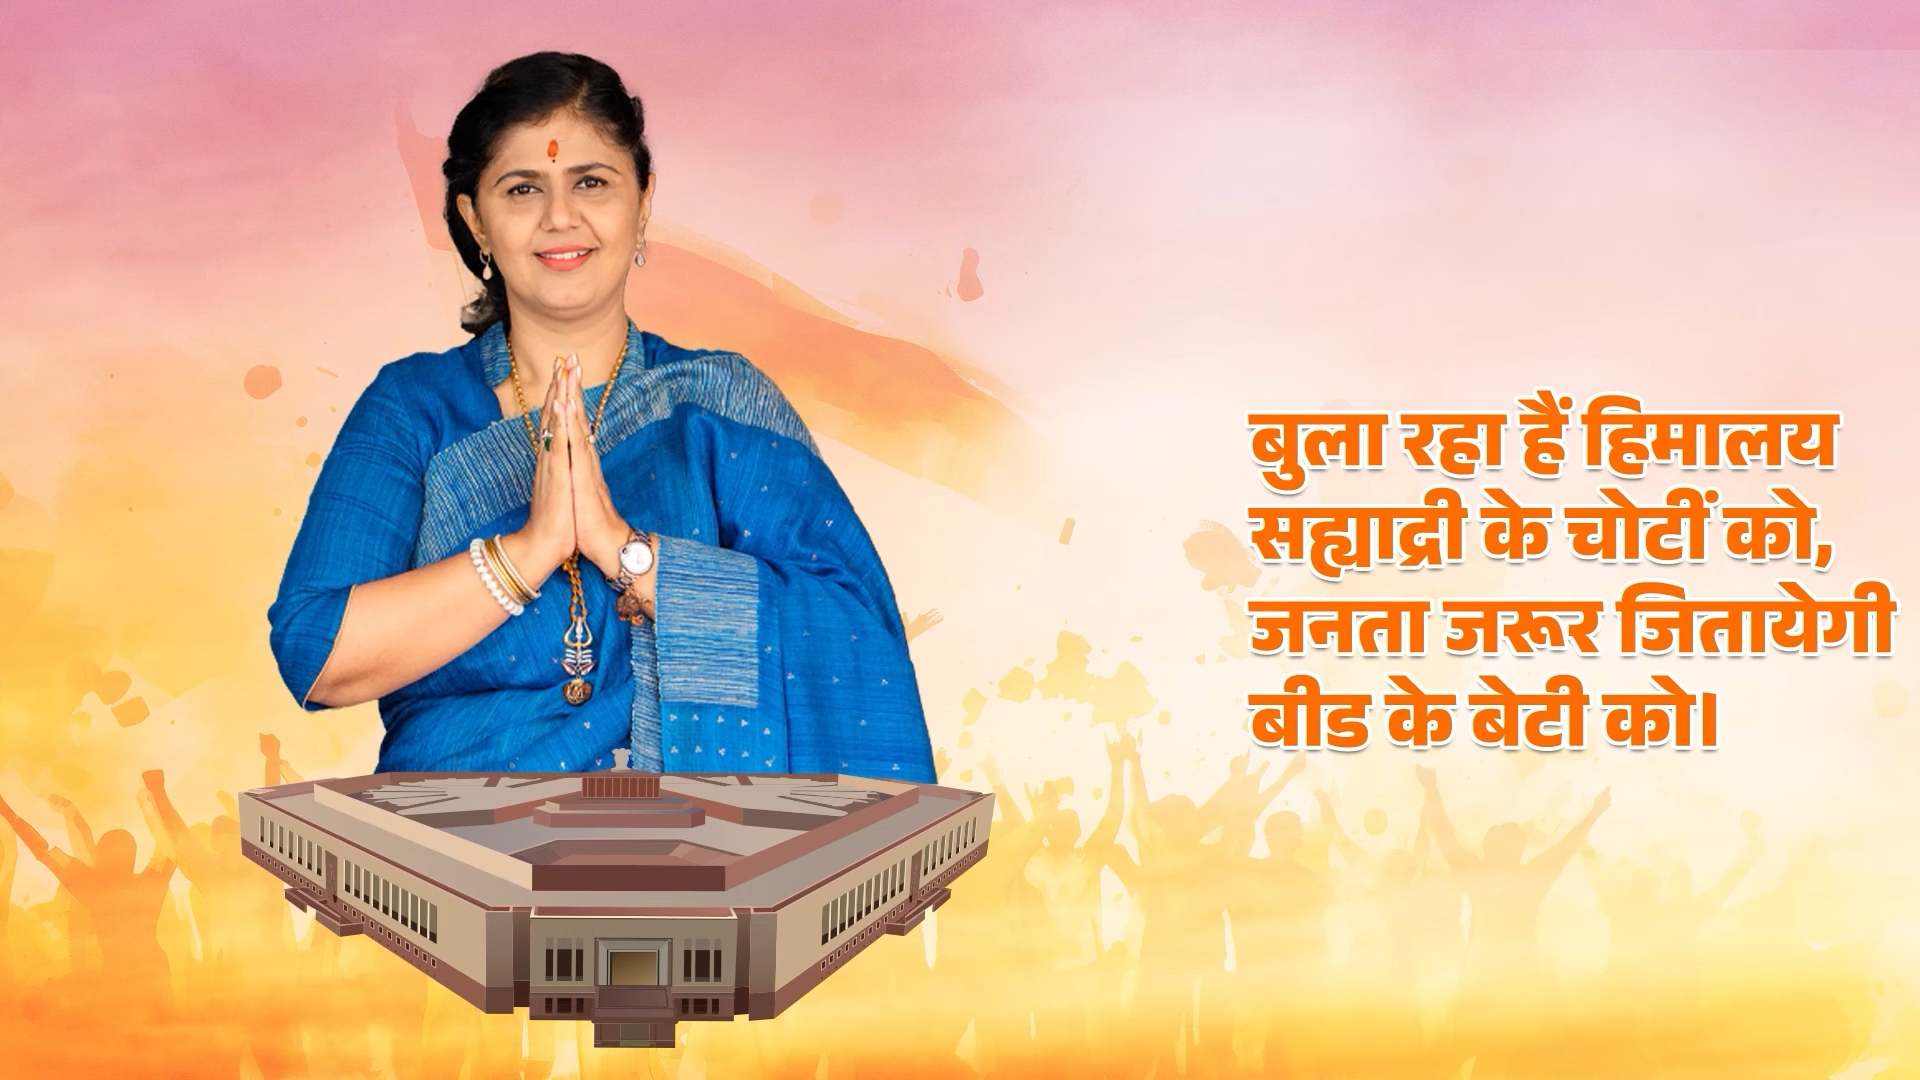 बुला रहा हैं हिमालय
सह्याद्री के चोटीं को,
जनता जरूर जितायेगी
बीड के बेटी को।